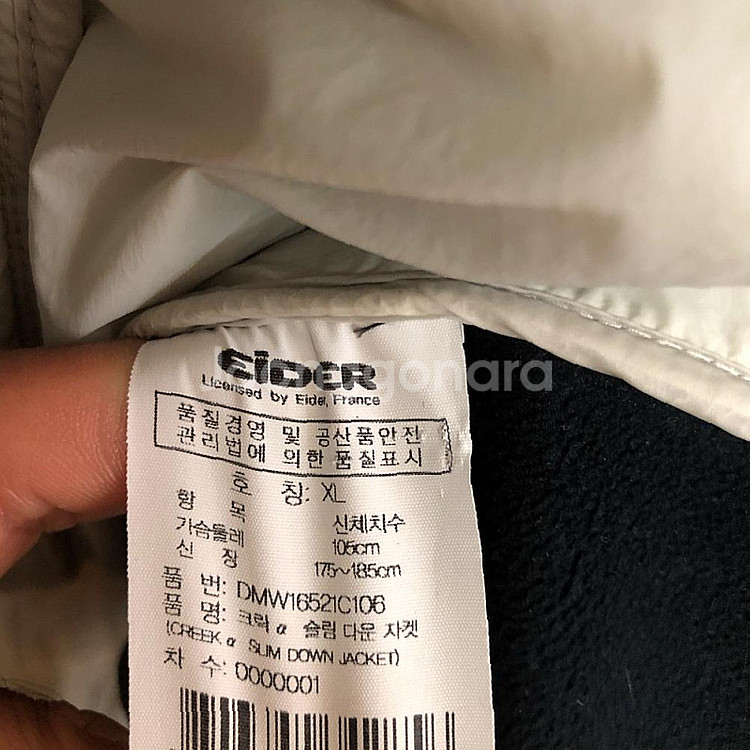 EIDER
Licensed by Eider, France
품질경영 및 공산품안전
관리법에 의한 품질표시
호 칭: XL
항 목 신체치수
가슴둘레 105cm
신 장 175~185cm
품 번: DMW16521C106
품 명: 크릭 α 슬림 다운 자켓
(CREEK α SLIM DOWN JACKET)
차 수: 0000001